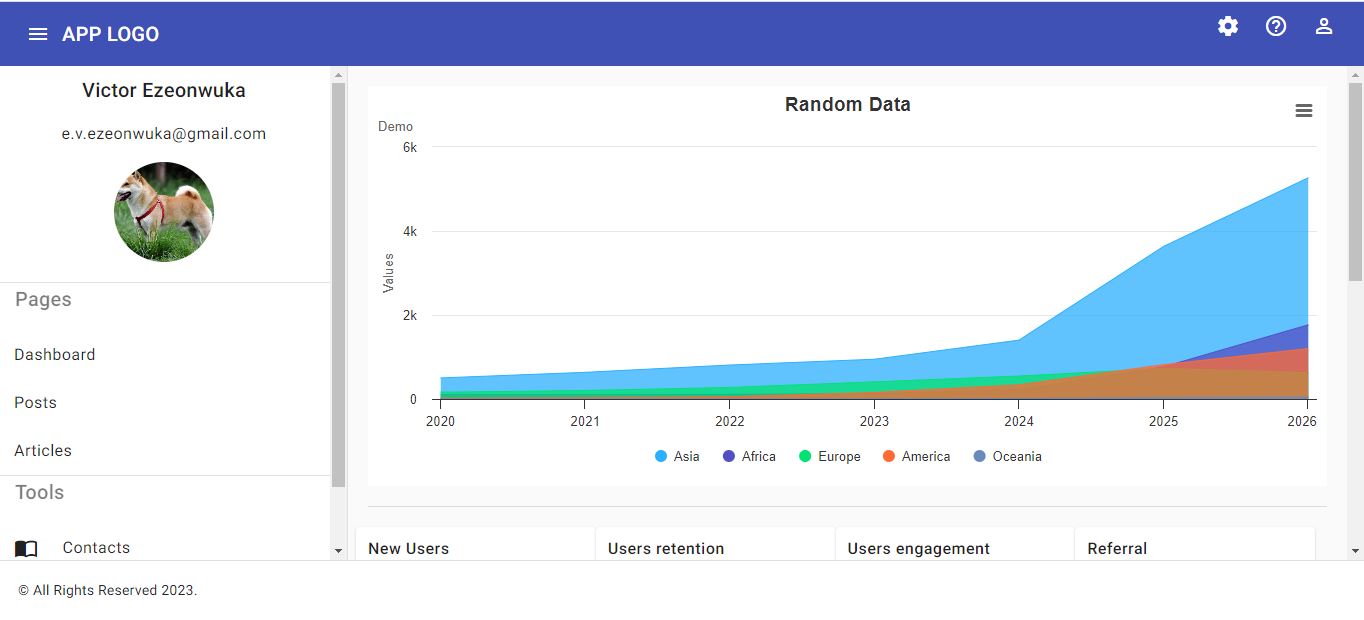 APP LOGO
Victor Ezeonwuka
e.v.ezeonwuka@gmail.com
Pages
Dashboard
Posts
Articles
Tools
Contacts
Random Data
Demo
6k
4k
2k
0
Values
2020 2021 2022 2023 2024 2025 2026
Asia Africa Europe America Oceania
New Users Users retention Users engagement Referral
© All Rights Reserved 2023.